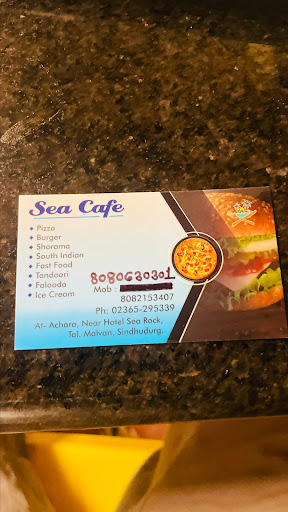 Sea Cafe
Pizza
Burger
Shorama
South Indian
Fast Food
Tandoori
Falooda
Ice Cream
8080630301
Mob :
8082153407
Ph: 02365-295339
At- Achara, Near Hotel Sea Rock,
Tal. Malvan, Sindhudurg.